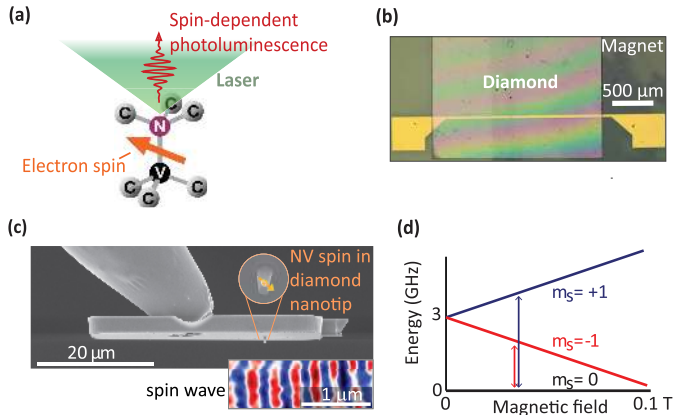 (a)
Spin-dependent
photoluminescence
Laser
C
C
C
N
Electron spin
V
C
C
C
(b)
Magnet
Diamond
500 µm
(c)
NV spin in
diamond
nanotip
20 µm
spin wave
1 µm
(d)
Energy (GHz)
3
0
mS= +1
mS= -1
mS= 0
Magnetic field
0.1 T